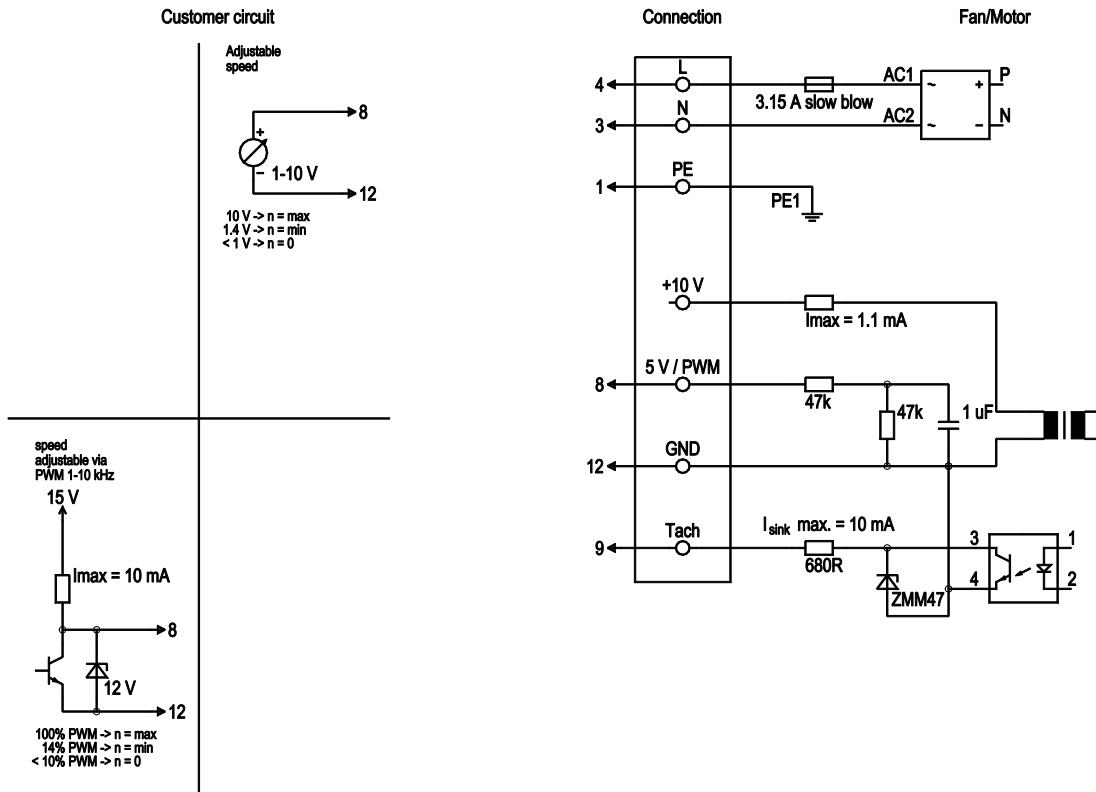 Customer circuit
Connection
Fan/Motor
Adjustable
speed
8
+
1-10 V
–
12
10 V -> n = max
1.4 V -> n = min
< 1 V -> n = 0
speed
adjustable via
PWM 1-10 kHz
15 V
Imax = 10 mA
8
12 V
12
100% PWM -> n = max
14% PWM -> n = min
< 10% PWM -> n = 0
L
4
3.15 A slow blow
AC1
~
+
P
N
3
AC2
~
–
N
PE
1
PE1
+10 V
Imax = 1.1 mA
5 V / PWM
8
47k
47k
1 uF
GND
12
Tach
9
Isink max. = 10 mA
680R
ZMM47
3
1
4
2